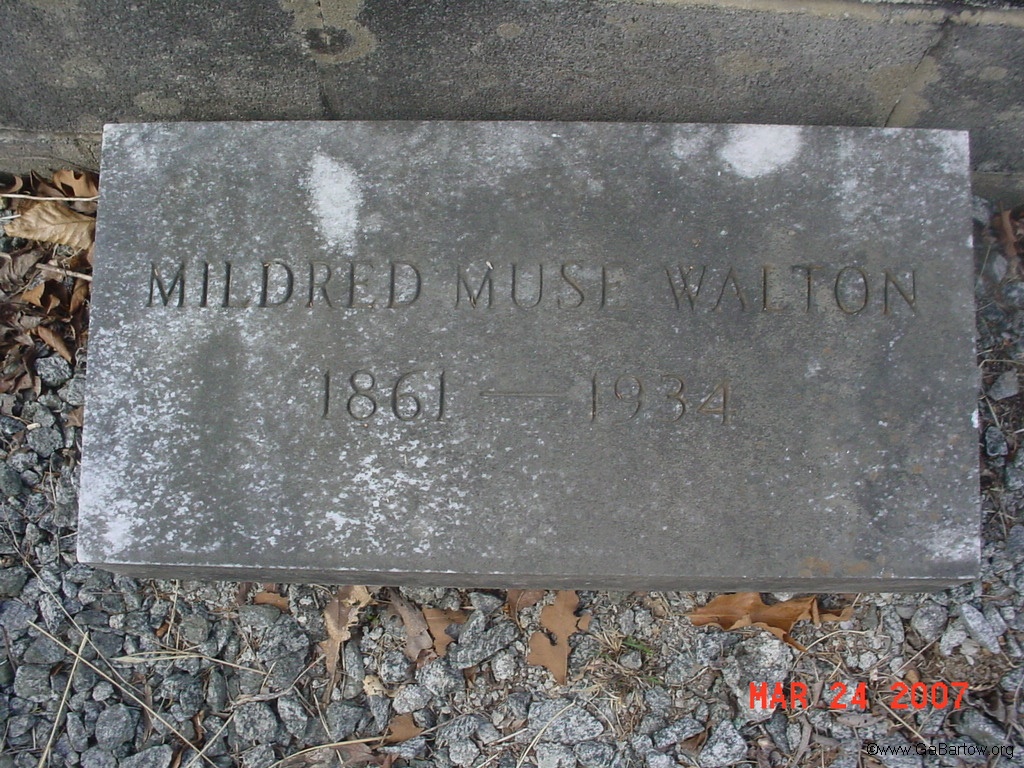 MILDRED MUSE WALTON
1861 — 1934
MAR 24 2007
©www.GaBartow.org